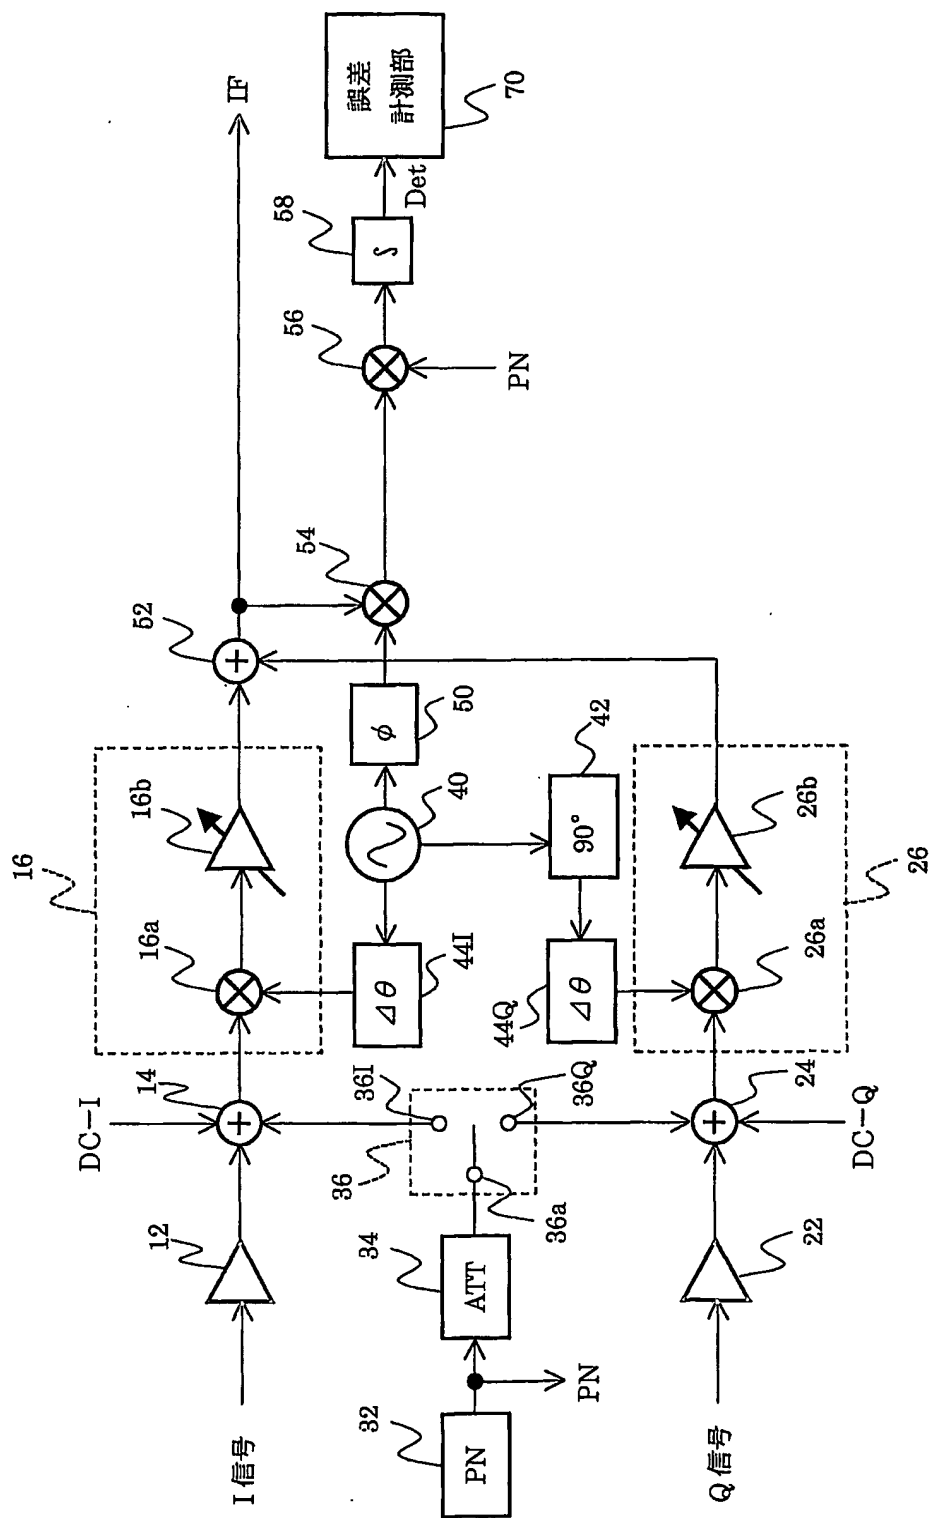 I 信号
12
DC−I
14
16
16a
16b
52
IF
PN
32
PN
34
ATT
36
36I
36a
36Q
44I
Δθ
40
φ
50
54
56
PN
58
∫
Det
誤差
計測部
70
44Q
Δθ
90°
42
Q 信号
22
DC−Q
24
26
26a
26b